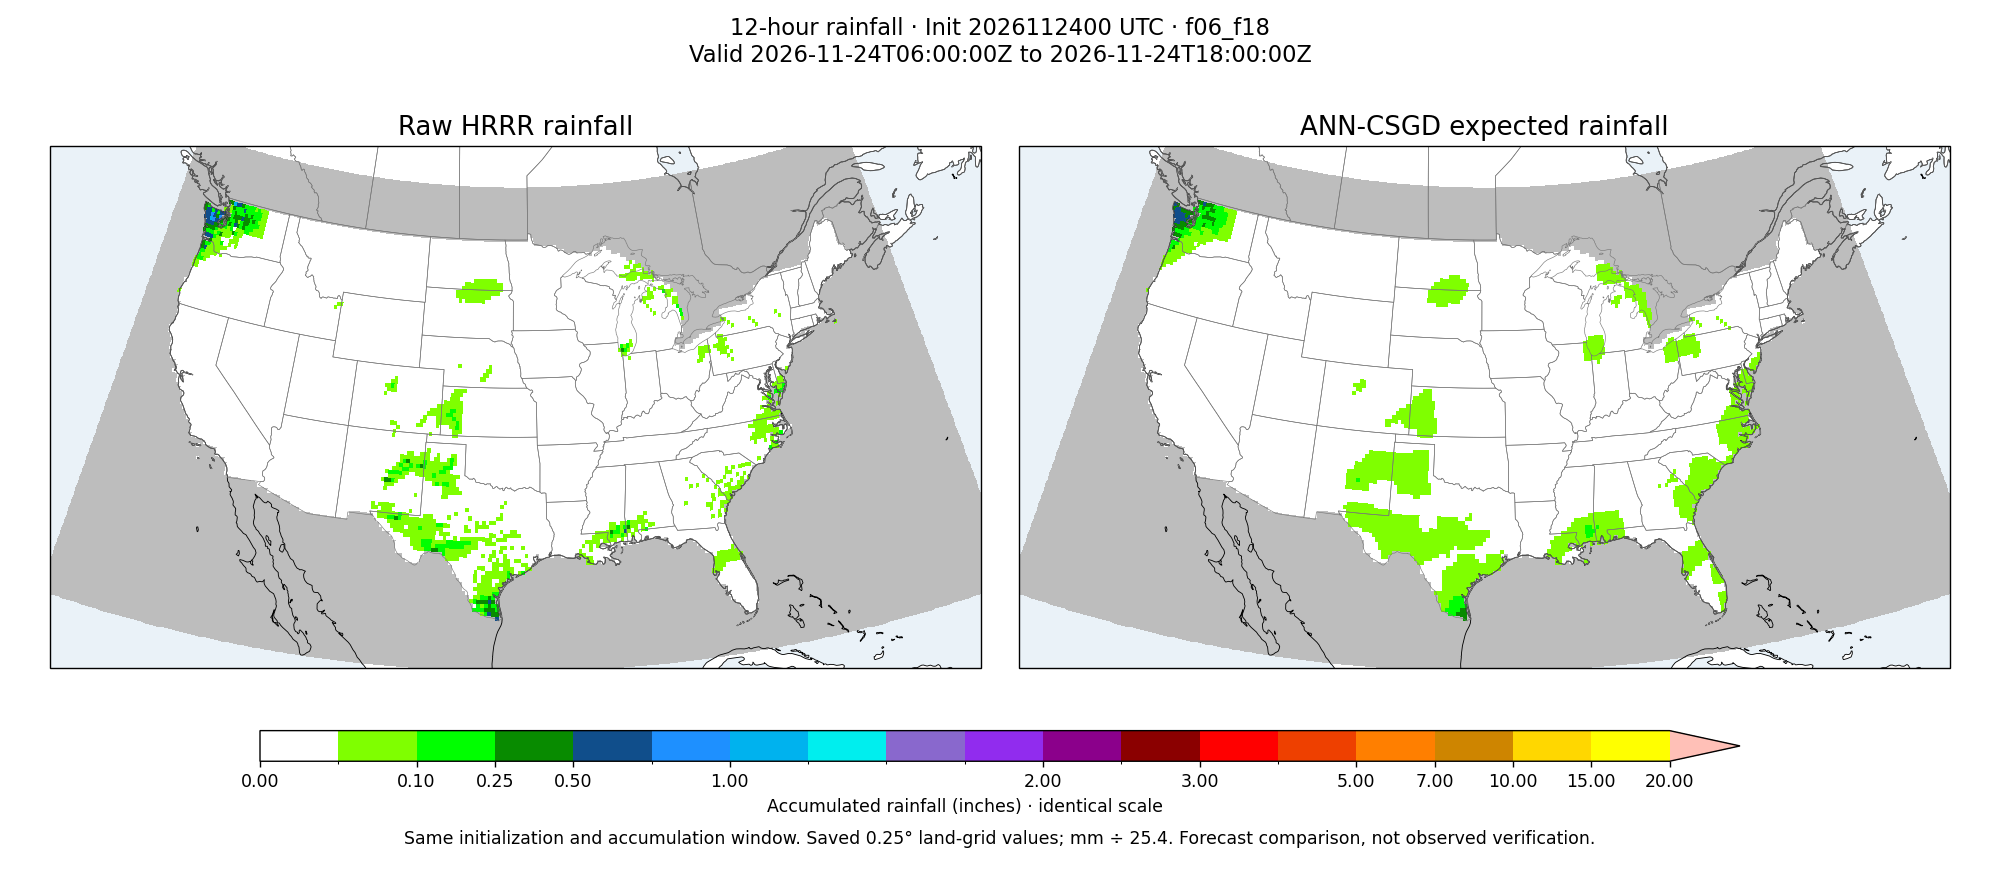 12-hour rainfall · Init 2026112400 UTC · f06_f18
Valid 2026-11-24T06:00:00Z to 2026-11-24T18:00:00Z
Raw HRRR rainfall
ANN-CSGD expected rainfall
0.00 0.10 0.25 0.50 1.00 2.00 3.00 5.00 7.00 10.00 15.00 20.00
Accumulated rainfall (inches) · identical scale
Same initialization and accumulation window. Saved 0.25° land-grid values; mm ÷ 25.4. Forecast comparison, not observed verification.